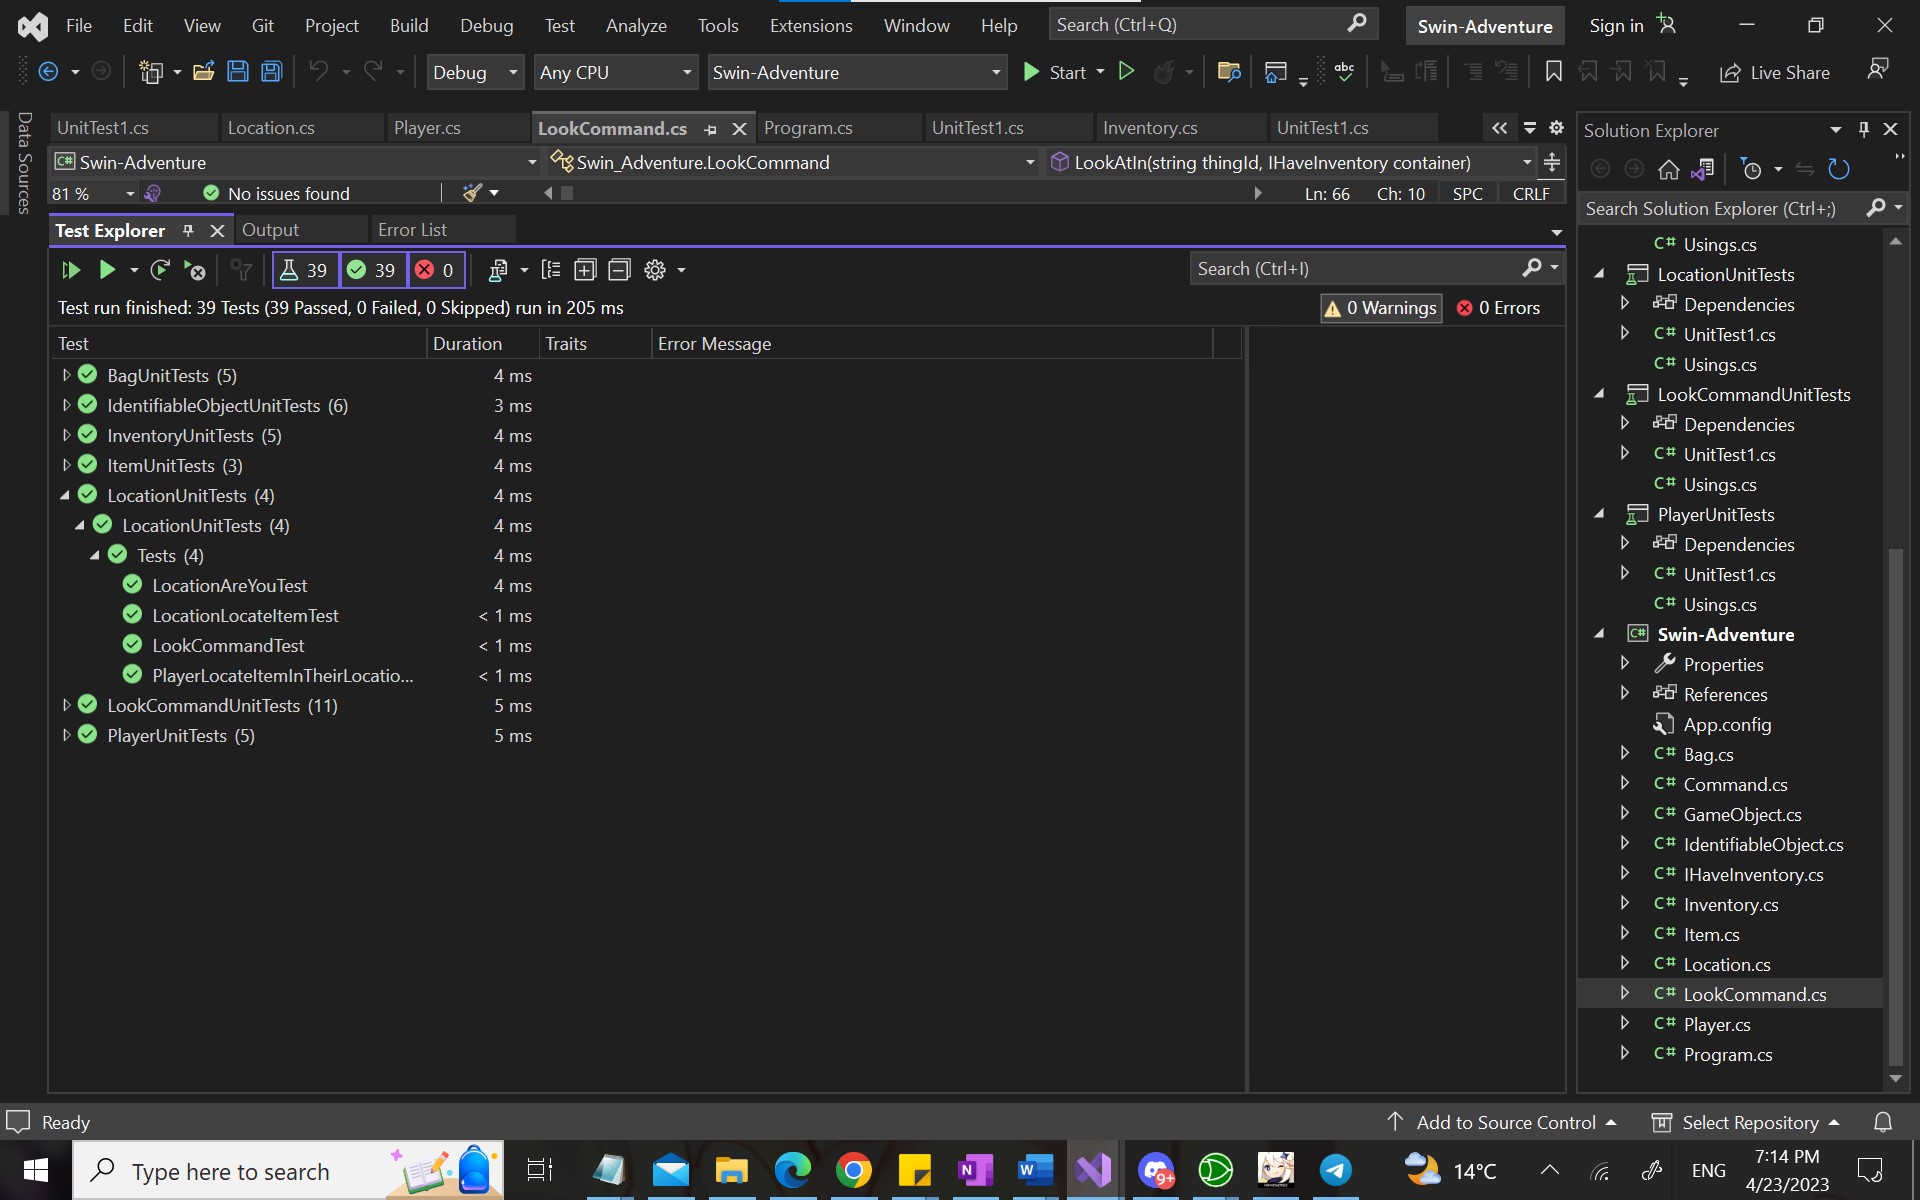 File Edit View Git Project Build Debug Test Analyze Tools Extensions Window Help Search (Ctrl+Q) Swin-Adventure Sign in
Debug Any CPU Swin-Adventure Start abc Live Share
Data Sources
UnitTest1.cs Location.cs Player.cs LookCommand.cs Program.cs UnitTest1.cs Inventory.cs UnitTest1.cs
C# Swin-Adventure Swin_Adventure.LookCommand LookAtIn(string thingId, IHaveInventory container)
81 % No issues found Ln: 66 Ch: 10 SPC CRLF
Test Explorer Output Error List
39 39 0 Search (Ctrl+I)
Test run finished: 39 Tests (39 Passed, 0 Failed, 0 Skipped) run in 205 ms 0 Warnings 0 Errors
Test Duration Traits Error Message
BagUnitTests (5) 4 ms
IdentifiableObjectUnitTests (6) 3 ms
InventoryUnitTests (5) 4 ms
ItemUnitTests (3) 4 ms
LocationUnitTests (4) 4 ms
LocationUnitTests (4) 4 ms
Tests (4) 4 ms
LocationAreYouTest 4 ms
LocationLocateItemTest < 1 ms
LookCommandTest < 1 ms
PlayerLocateItemInTheirLocatio... < 1 ms
LookCommandUnitTests (11) 5 ms
PlayerUnitTests (5) 5 ms
Solution Explorer
Search Solution Explorer (Ctrl+;)
C# Usings.cs
LocationUnitTests
Dependencies
C# UnitTest1.cs
C# Usings.cs
LookCommandUnitTests
Dependencies
C# UnitTest1.cs
C# Usings.cs
PlayerUnitTests
Dependencies
C# UnitTest1.cs
C# Usings.cs
C# Swin-Adventure
Properties
References
App.config
C# Bag.cs
C# Command.cs
C# GameObject.cs
C# IdentifiableObject.cs
C# IHaveInventory.cs
C# Inventory.cs
C# Item.cs
C# Location.cs
C# LookCommand.cs
C# Player.cs
C# Program.cs
Ready Add to Source Control Select Repository
Type here to search N W 9+ 14°C ENG 7:14 PM
4/23/2023